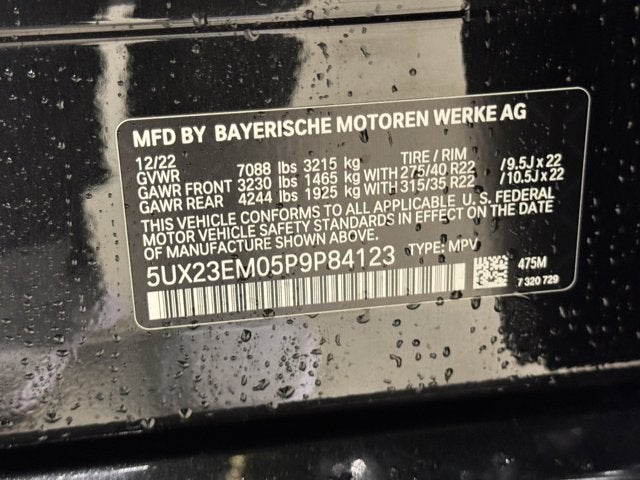 MFD BY BAYERISCHE MOTOREN WERKE AG
12/22 TIRE / RIM
GVWR 7088 lbs 3215 kg
GAWR FRONT 3230 lbs 1465 kg WITH 275/40 R22 /9.5J x 22
GAWR REAR 4244 lbs 1925 kg WITH 315/35 R22 /10.5J x 22
THIS VEHICLE CONFORMS TO ALL APPLICABLE U.S. FEDERAL
MOTOR VEHICLE SAFETY STANDARDS IN EFFECT ON THE DATE
OF MANUFACTURE SHOWN ABOVE.
5UX23EM05P9P84123 TYPE: MPV
475M
7 320 729